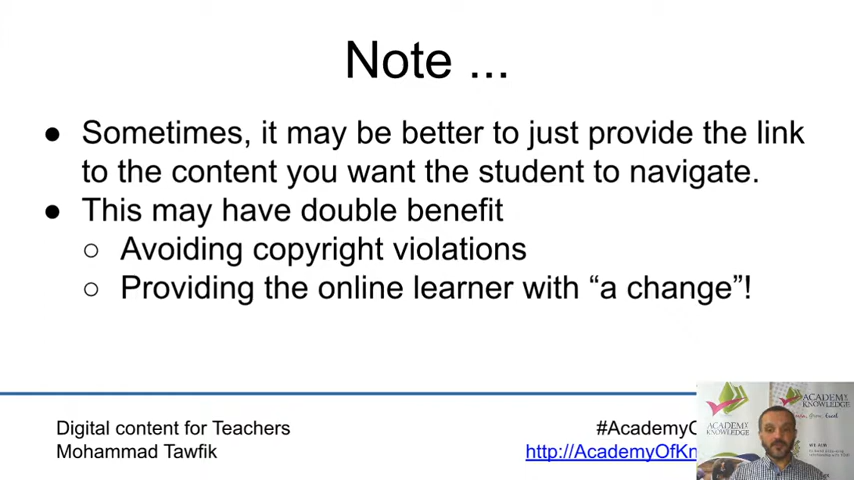 Note ...
● Sometimes, it may be better to just provide the link
to the content you want the student to navigate.
● This may have double benefit
○ Avoiding copyright violations
○ Providing the online learner with “a change”!
Digital content for Teachers
Mohammad Tawfik
#AcademyO
http://AcademyOfKn
ACADEMY
KNOWLEDGE
ACADEMY
KNOWLEDGE